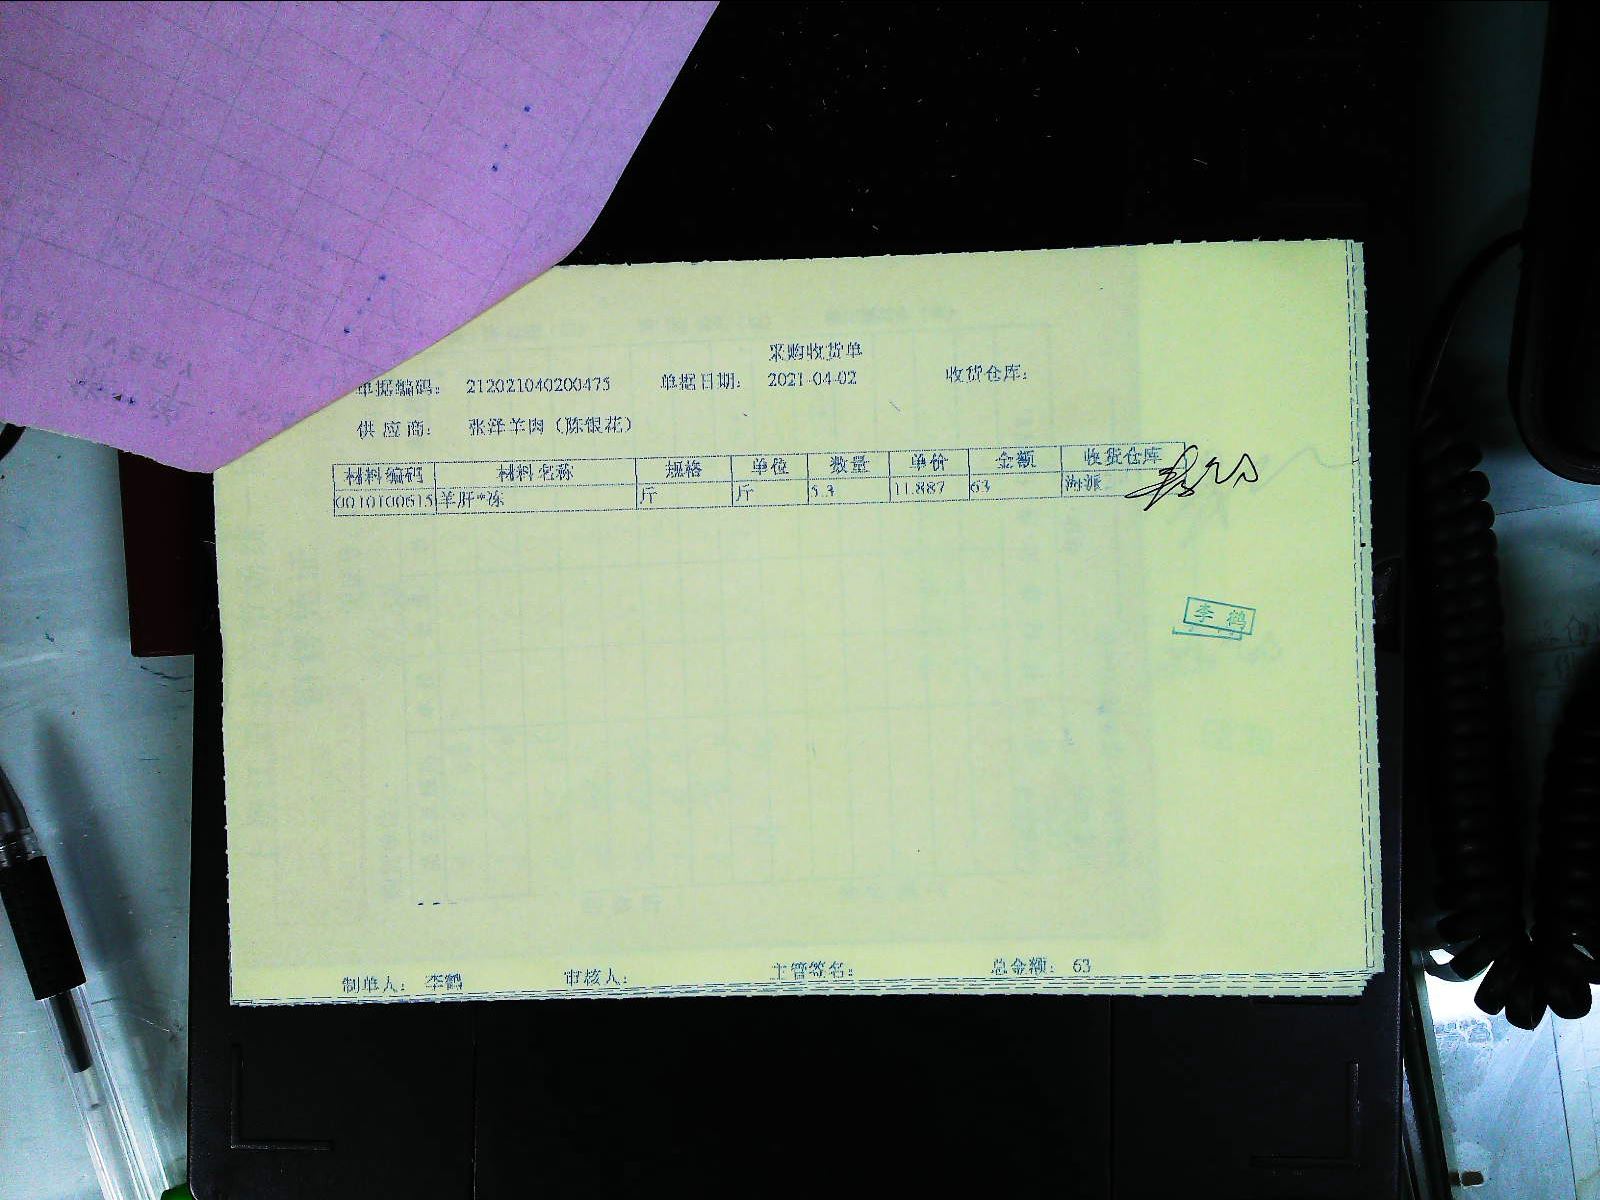 采购收货单
单据编码: 212021040200475 单据日期: 2021-04-02 收货仓库:
供应商: 张泽羊肉（陈银花）
材料编码 材料名称 规格 单位 数量 单价 金额 收货仓库
0010100615 羊肝*冻 斤 斤 5.3 11.887 63 海派
李鹤
制单人: 李鹤 审核人: 主管签名: 总金额: 63
DELIVERY